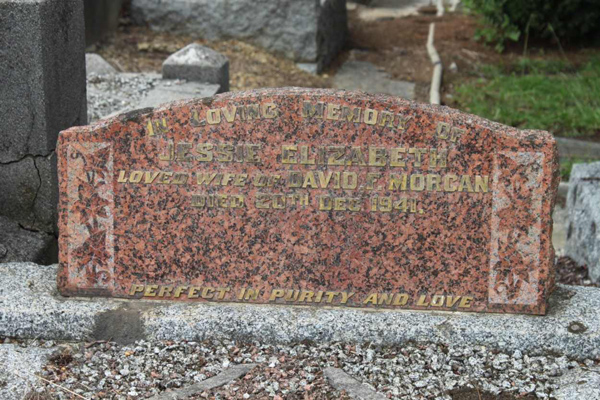 IN LOVING MEMORY OF
JESSIE ELIZABETH
LOVED WIFE OF DAVID F. MORGAN
DIED 20TH DEC. 1941.
PERFECT IN PURITY AND LOVE